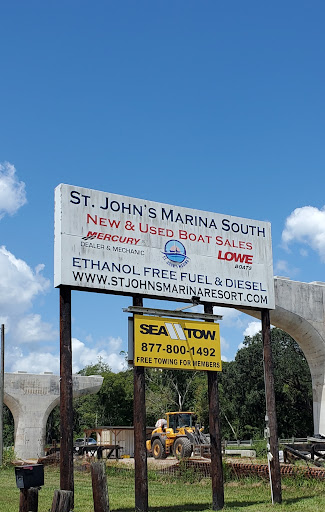 ST. JOHN'S MARINA SOUTH
NEW & USED BOAT SALES
MERCURY
DEALER & MECHANIC
LOWE
BOATS
ETHANOL FREE FUEL & DIESEL
WWW.STJOHNSMARINARESORT.COM
SEA TOW
877-800-1492
FREE TOWING FOR MEMBERS